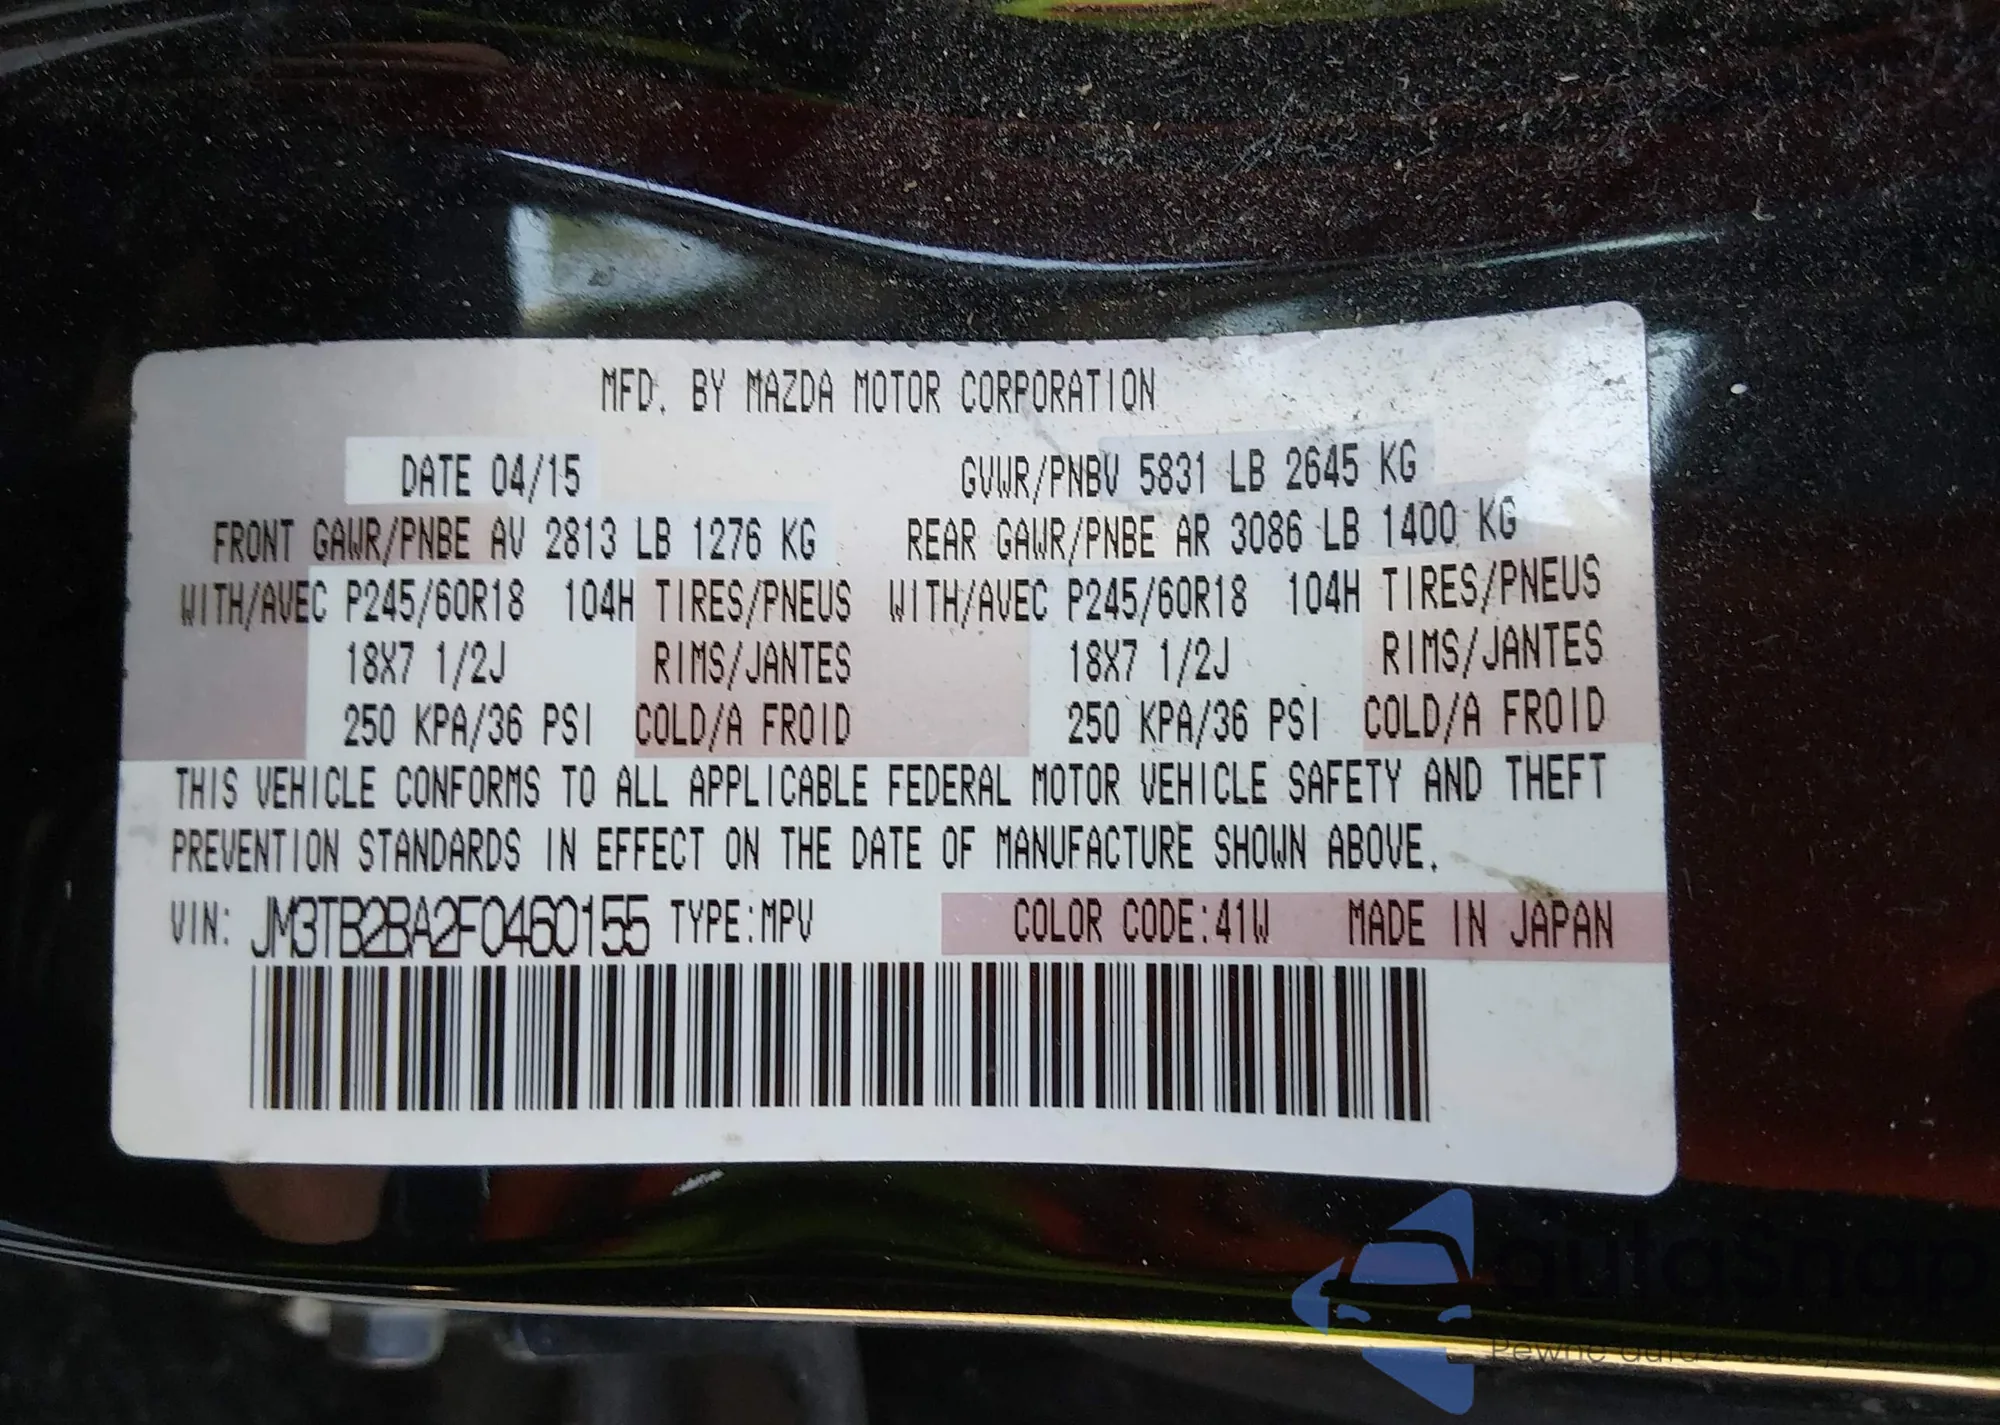 MFD. BY MAZDA MOTOR CORPORATION
DATE 04/15 GVWR/PNBV 5831 LB 2645 KG
FRONT GAWR/PNBE AV 2813 LB 1276 KG REAR GAWR/PNBE AR 3086 LB 1400 KG
WITH/AVEC P245/60R18 104H TIRES/PNEUS WITH/AVEC P245/60R18 104H TIRES/PNEUS
18X7 1/2J RIMS/JANTES 18X7 1/2J RIMS/JANTES
250 KPA/36 PSI COLD/A FROID 250 KPA/36 PSI COLD/A FROID
THIS VEHICLE CONFORMS TO ALL APPLICABLE FEDERAL MOTOR VEHICLE SAFETY AND THEFT
PREVENTION STANDARDS IN EFFECT ON THE DATE OF MANUFACTURE SHOWN ABOVE.
VIN: JM3TB2BA2F0460155 TYPE:MPV COLOR CODE:41W MADE IN JAPAN
autoSnap
Pewne auta